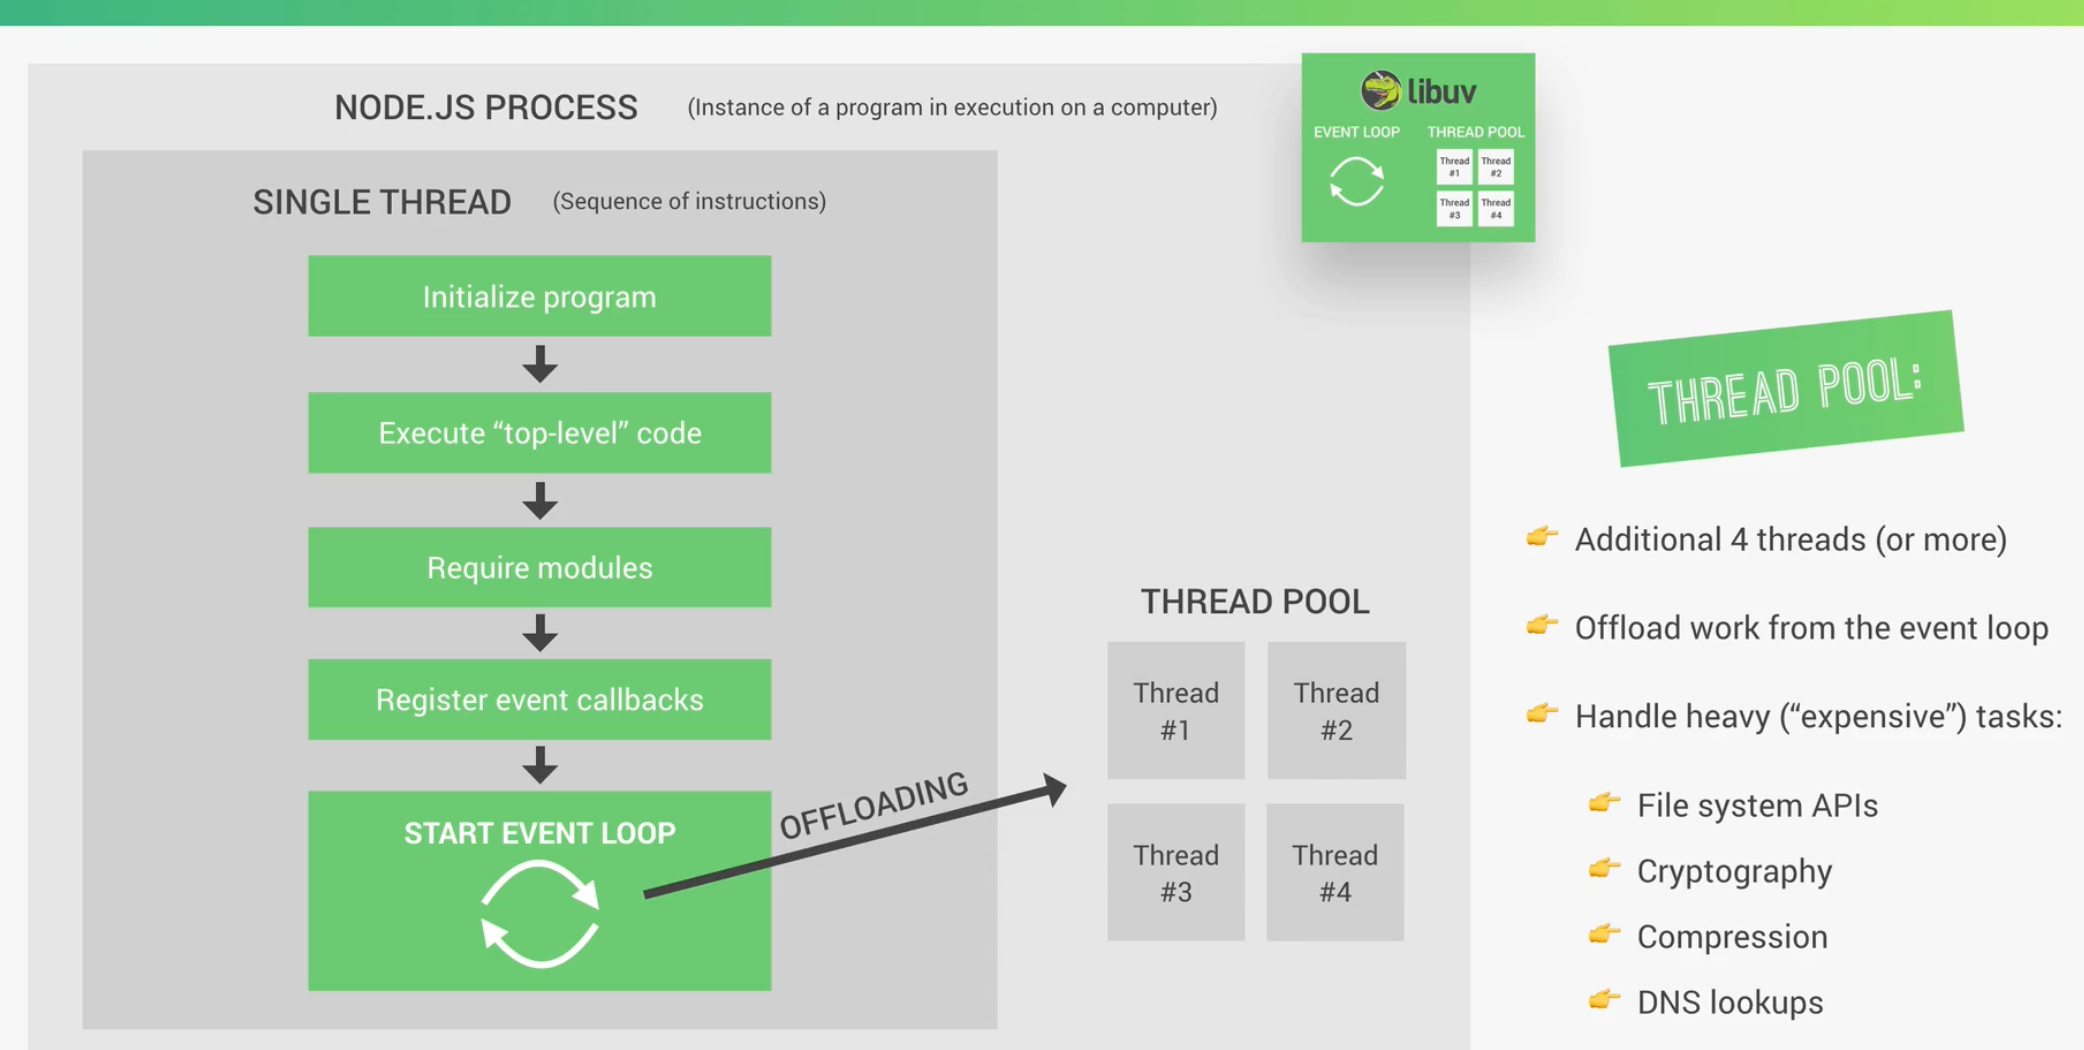 NODE.JS PROCESS (Instance of a program in execution on a computer)
libuv
EVENT LOOP THREAD POOL
Thread #1
Thread #2
Thread #3
Thread #4
SINGLE THREAD (Sequence of instructions)
Initialize program
Execute “top-level” code
Require modules
Register event callbacks
START EVENT LOOP
OFFLOADING
THREAD POOL
Thread
#1
Thread
#2
Thread
#3
Thread
#4
THREAD POOL:
Additional 4 threads (or more)
Offload work from the event loop
Handle heavy (“expensive”) tasks:
File system APIs
Cryptography
Compression
DNS lookups